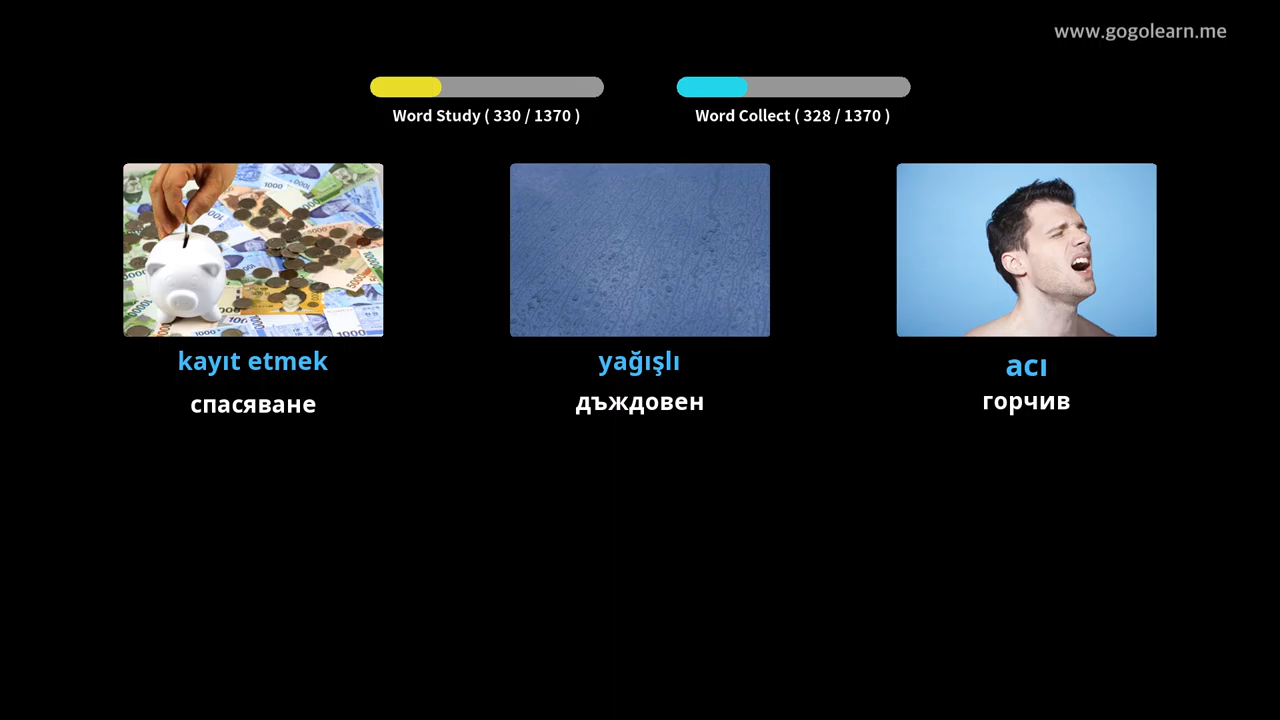 www.gogolearn.me
Word Study ( 330 / 1370 )
Word Collect ( 328 / 1370 )
kayıt etmek
yağışlı
acı
спасяване
дъждовен
горчив